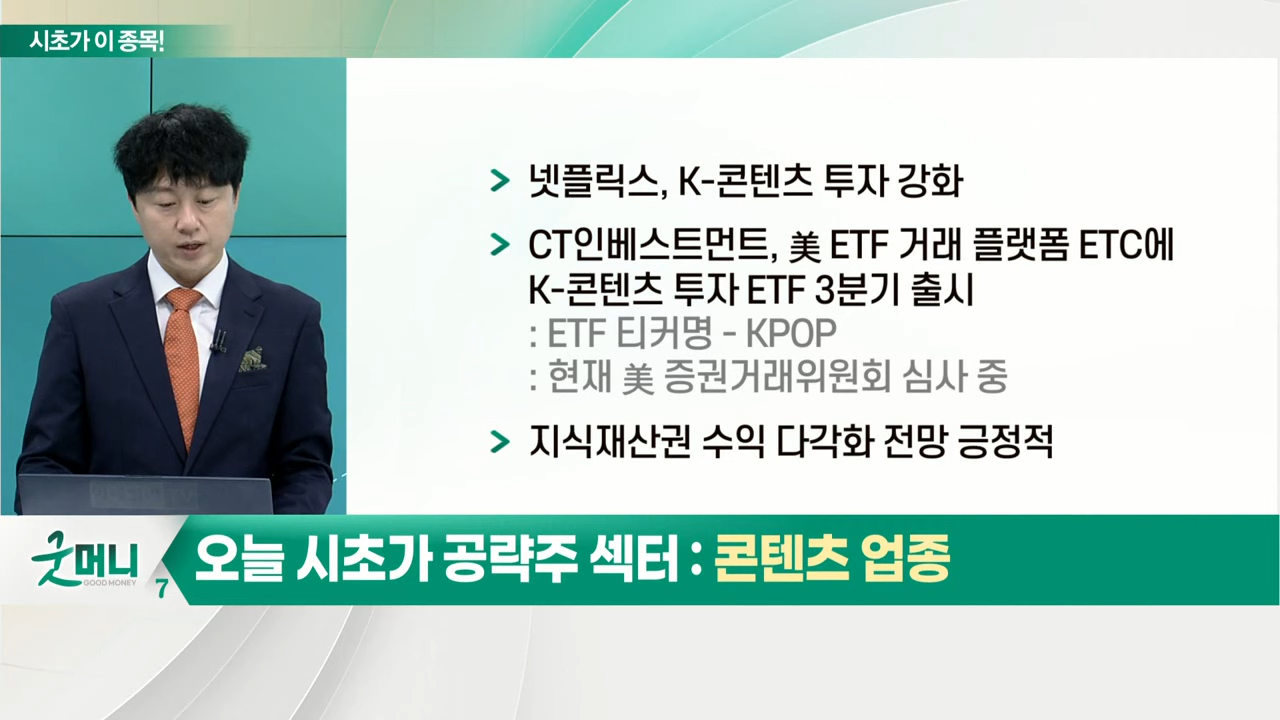 시초가 이 종목!
> 넷플릭스, K-콘텐츠 투자 강화
> CT인베스트먼트, 美 ETF 거래 플랫폼 ETC에
K-콘텐츠 투자 ETF 3분기 출시
: ETF 티커명 - KPOP
: 현재 美 증권거래위원회 심사 중
> 지식재산권 수익 다각화 전망 긍정적
굿머니
GOOD MONEY
7
오늘 시초가 공략주 섹터 : 콘텐츠 업종